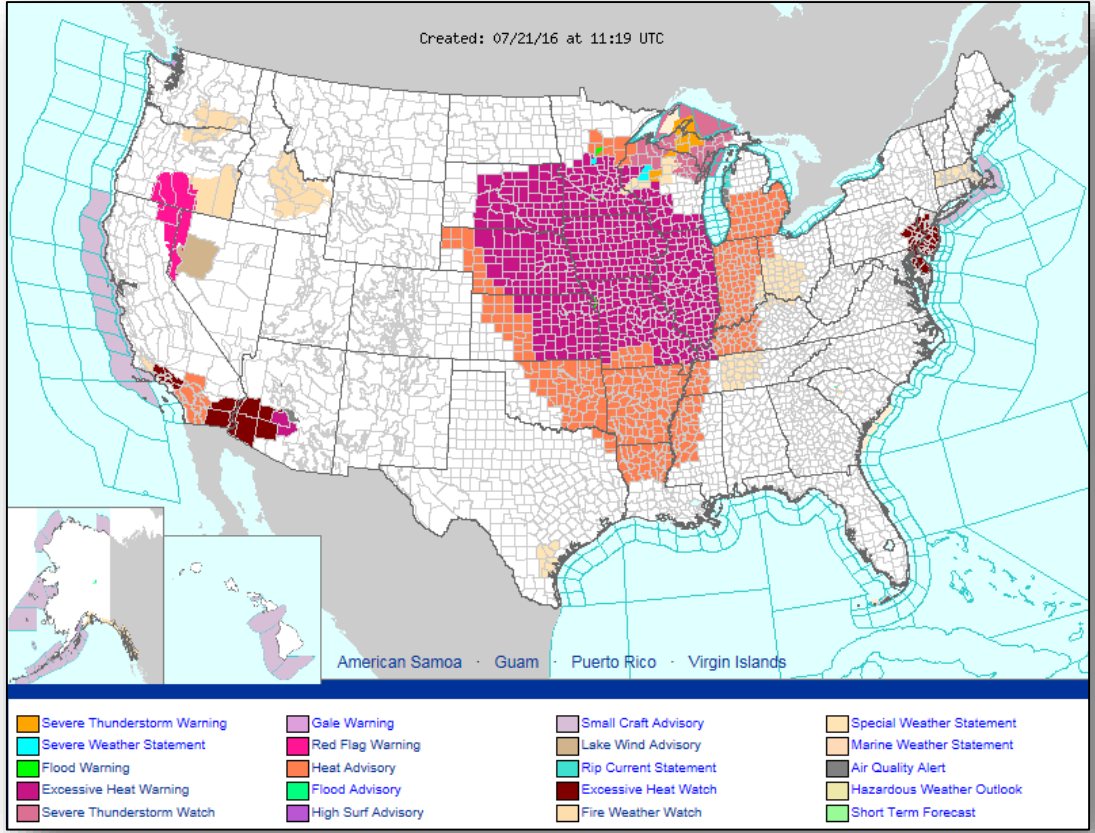 Created: 07/21/16 at 11:19 UTC
American Samoa · Guam · Puerto Rico · Virgin Islands
Severe Thunderstorm Warning
Gale Warning
Small Craft Advisory
Special Weather Statement
Severe Weather Statement
Red Flag Warning
Lake Wind Advisory
Marine Weather Statement
Flood Warning
Heat Advisory
Rip Current Statement
Air Quality Alert
Excessive Heat Warning
Flood Advisory
Excessive Heat Watch
Hazardous Weather Outlook
Severe Thunderstorm Watch
High Surf Advisory
Fire Weather Watch
Short Term Forecast